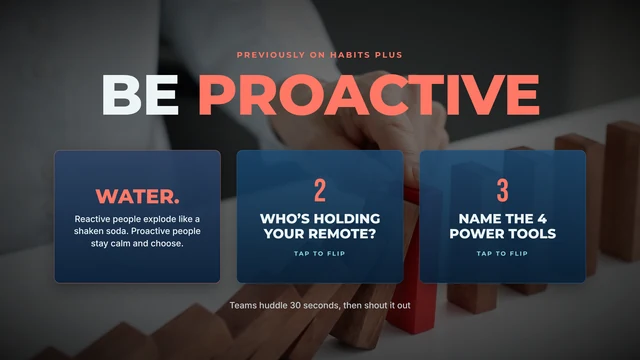 PREVIOUSLY ON HABITS PLUS
BE PROACTIVE
WATER.
Reactive people explode like a
shaken soda. Proactive people
stay calm and choose.
2
WHO’S HOLDING
YOUR REMOTE?
TAP TO FLIP
3
NAME THE 4
POWER TOOLS
TAP TO FLIP
Teams huddle 30 seconds, then shout it out